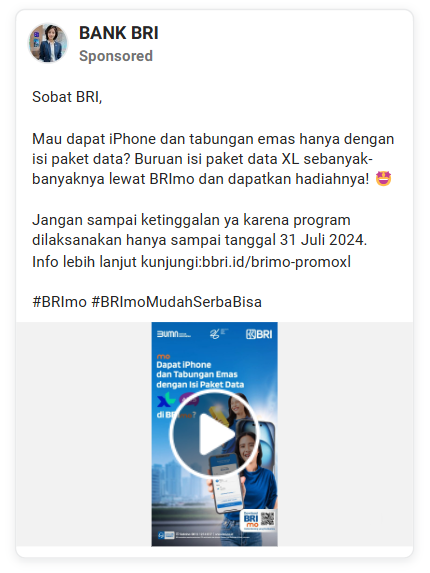 BANK BRI
Sponsored
Sobat BRI,
Mau dapat iPhone dan tabungan emas hanya dengan
isi paket data? Buruan isi paket data XL sebanyak-
banyaknya lewat BRImo dan dapatkan hadiahnya! 🤩
Jangan sampai ketinggalan ya karena program
dilaksanakan hanya sampai tanggal 31 Juli 2024.
Info lebih lanjut kunjungi:bbri.id/brimo-promoxl
#BRImo #BRImoMudahSerbaBisa
BUMN
BRI
mo
Dapat iPhone
dan Tabungan Emas
dengan Isi Paket Data
XL
di BRImo?
BRI
mo